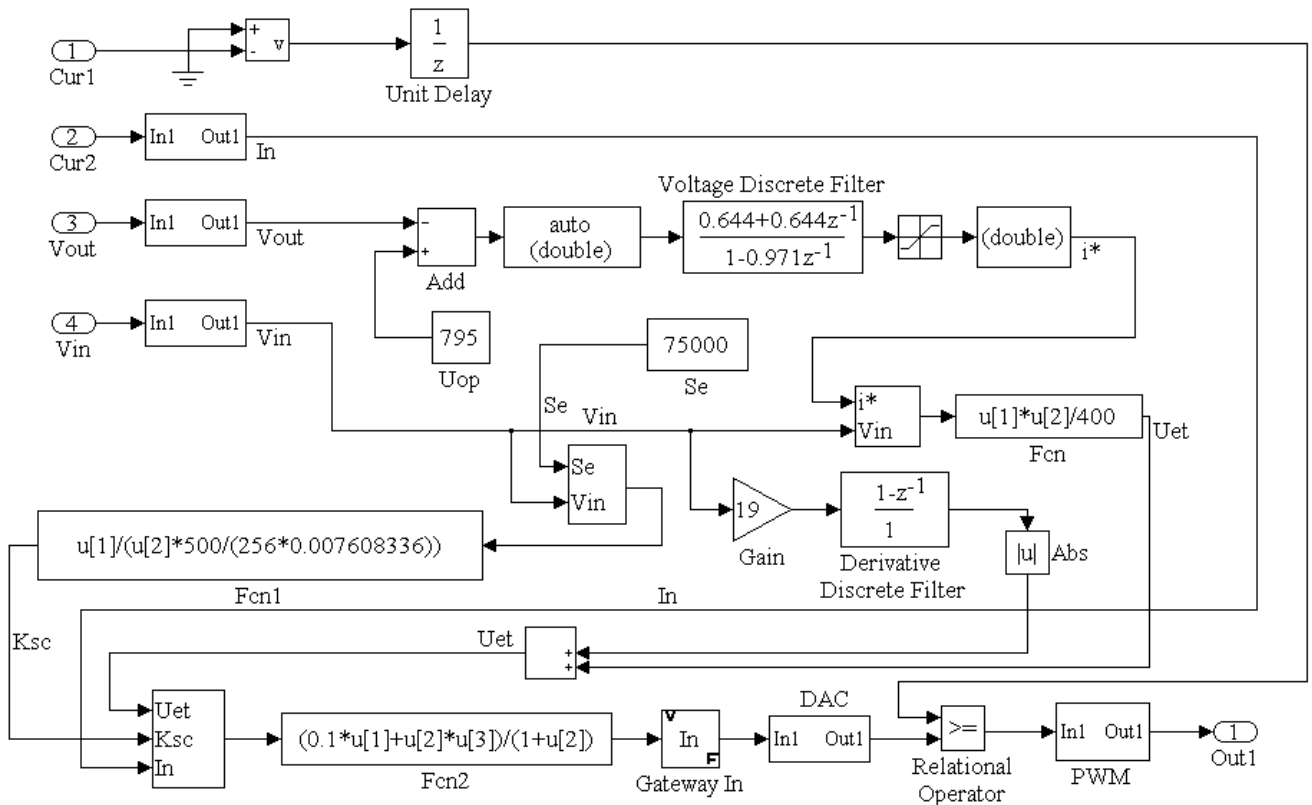 1
Cur1
+
-
v
1
z
Unit Delay
2
Cur2
In1 Out1
In
3
Vout
In1 Out1
Vout
-
+
Add
auto
(double)
Voltage Discrete Filter
0.644+0.644z-1
1-0.971z-1
(double)
i*
4
Vin
In1 Out1
Vin
795
Uop
75000
Se
Se
Vin
i*
Vin
u[1]*u[2]/400
Fcn
Uet
Se
Vin
19
Gain
1-z-1
1
Derivative
Discrete Filter
|u|
Abs
u[1]/(u[2]*500/(256*0.007608336))
Fcn1
In
Ksc
Uet
+
+
Uet
Ksc
In
(0.1*u[1]+u[2]*u[3])/(1+u[2])
Fcn2
V
In
F
Gateway In
DAC
In1 Out1
>=
Relational
Operator
In1 Out1
PWM
1
Out1